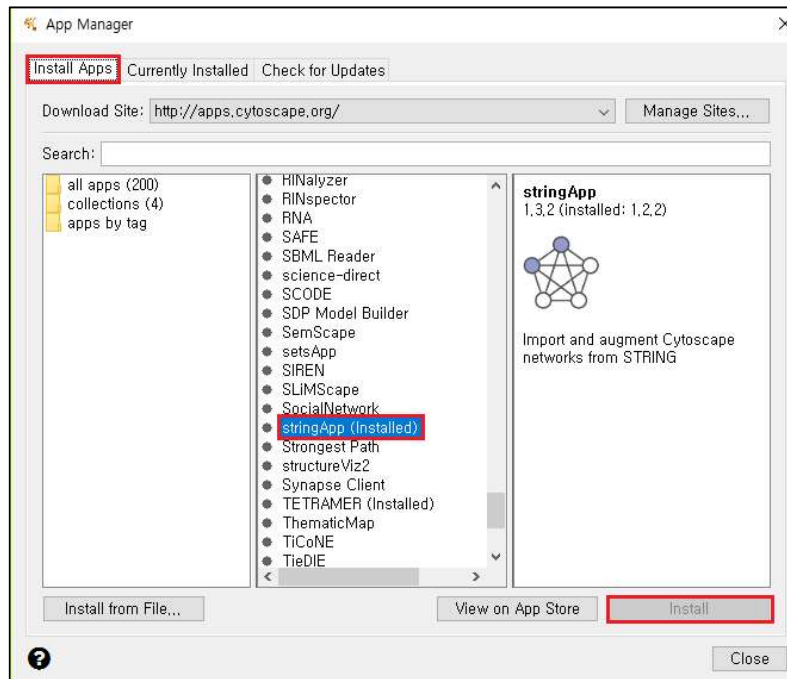 App Manager
Install Apps Currently Installed Check for Updates
Download Site: http://apps.cytoscape.org/ Manage Sites...
Search:
all apps (200)
collections (4)
apps by tag
RINalyzer
RINspector
RNA
SAFE
SBML Reader
science-direct
SCODE
SDP Model Builder
SemScape
setsApp
SIREN
SLiMScape
SocialNetwork
stringApp (Installed)
Strongest Path
structureViz2
Synapse Client
TETRAMER (Installed)
ThematicMap
TiCoNE
TieDIE
stringApp
1.3.2 (installed: 1.2.2)
Import and augment Cytoscape
networks from STRING
Install from File... View on App Store Install
? Close